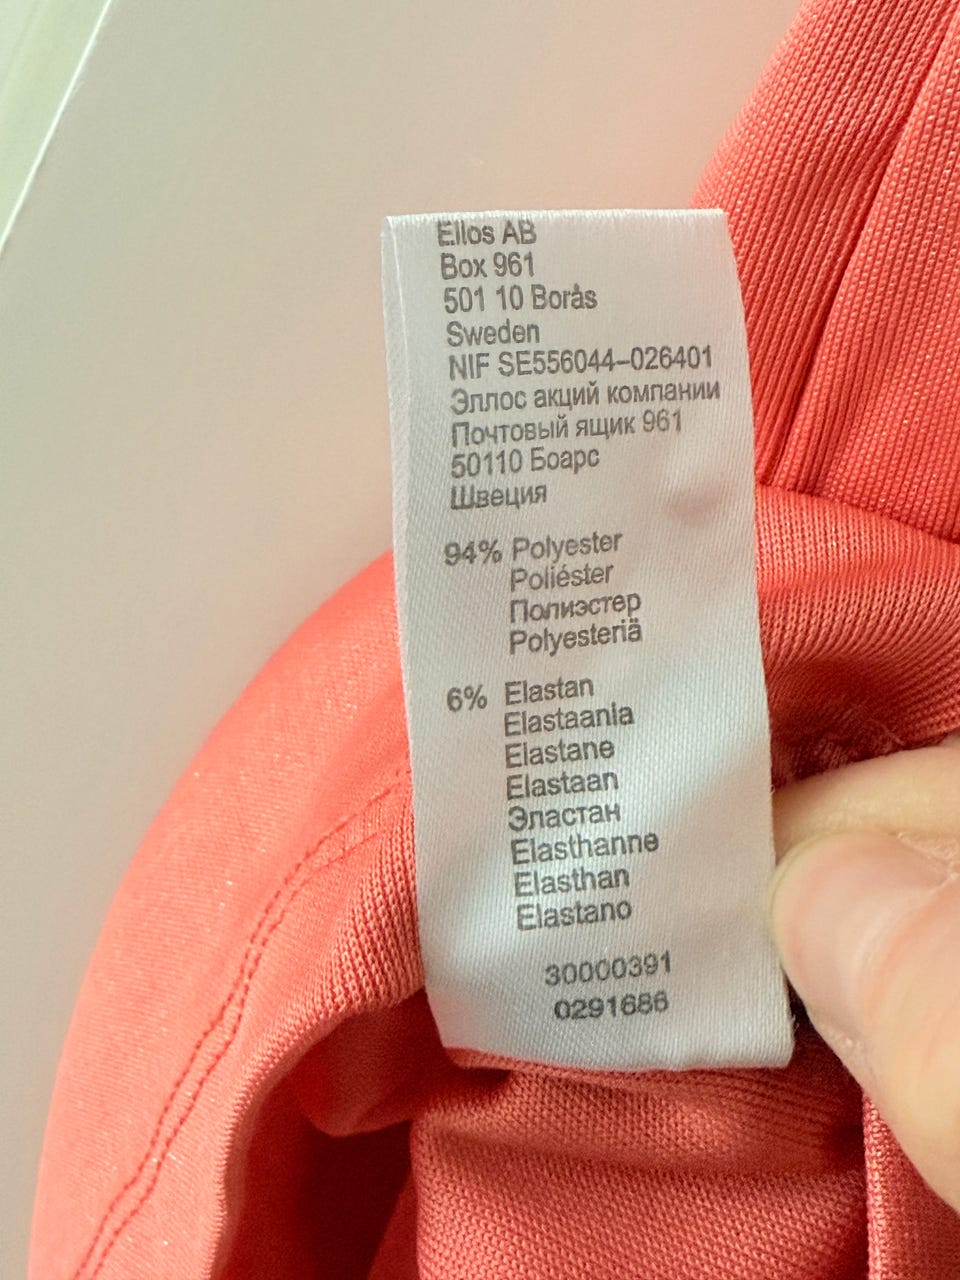 Ellos AB
Box 961
501 10 Borås
Sweden
NIF SE556044-026401
Эллос акций компании
Почтовый ящик 961
50110 Боарс
Швеция
94% Polyester
Poliéster
Полиэстер
Polyesteriä
6% Elastan
Elastaania
Elastane
Elastaan
Эластан
Elasthanne
Elasthan
Elastano
30000391
0291686